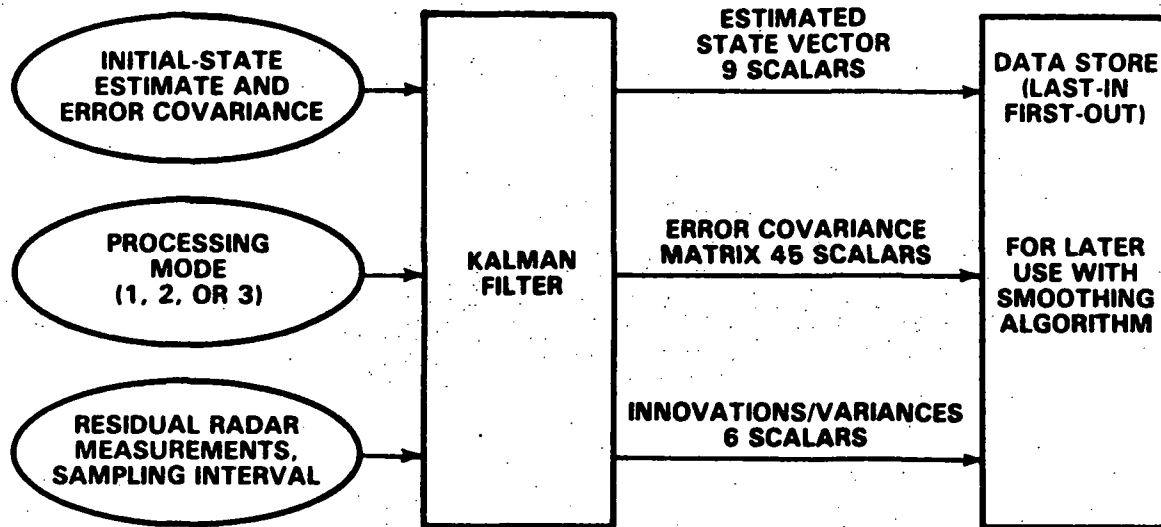 INITIAL-STATE
ESTIMATE AND
ERROR COVARIANCE
PROCESSING
MODE
(1, 2, OR 3)
RESIDUAL RADAR
MEASUREMENTS,
SAMPLING INTERVAL
KALMAN
FILTER
ESTIMATED
STATE VECTOR
9 SCALARS
ERROR COVARIANCE
MATRIX 45 SCALARS
INNOVATIONS/VARIANCES
6 SCALARS
DATA STORE
(LAST-IN
FIRST-OUT)
FOR LATER
USE WITH
SMOOTHING
ALGORITHM